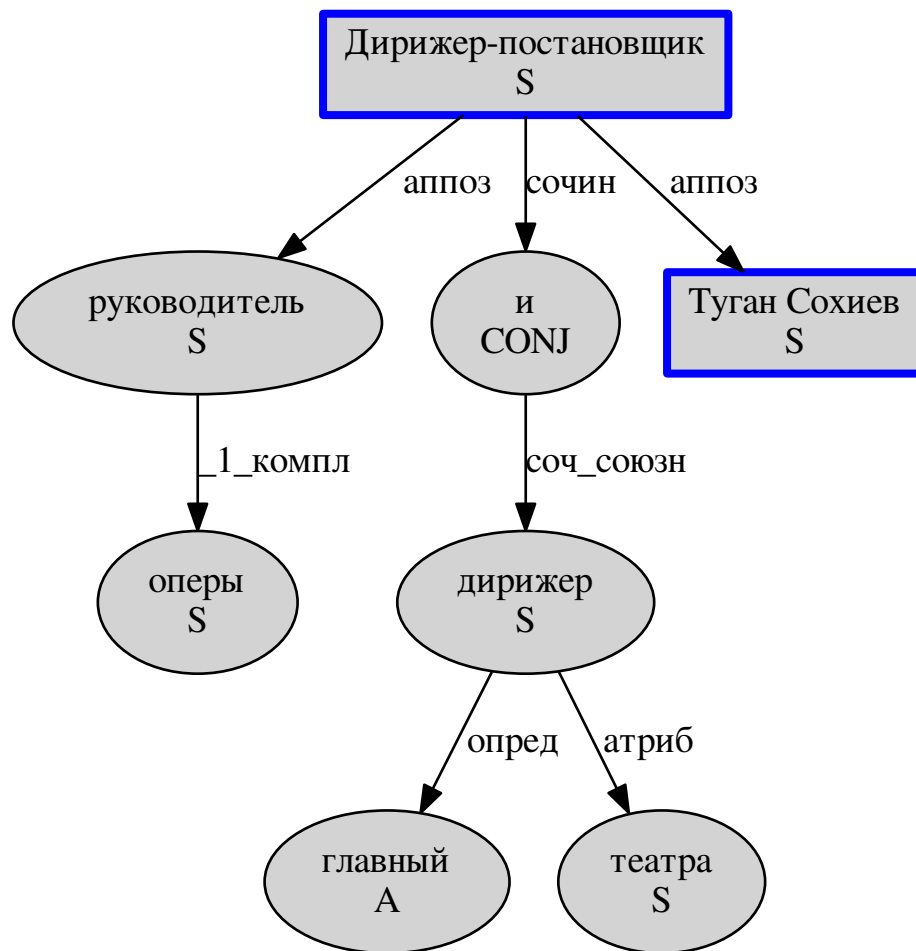 Дирижер-постановщик
S
аппоз
сочин
аппоз
руководитель
S
и
CONJ
Туган Сохиев
S
_1_компл
соч_союзн
оперы
S
дирижер
S
опред
атриб
главный
A
театра
S